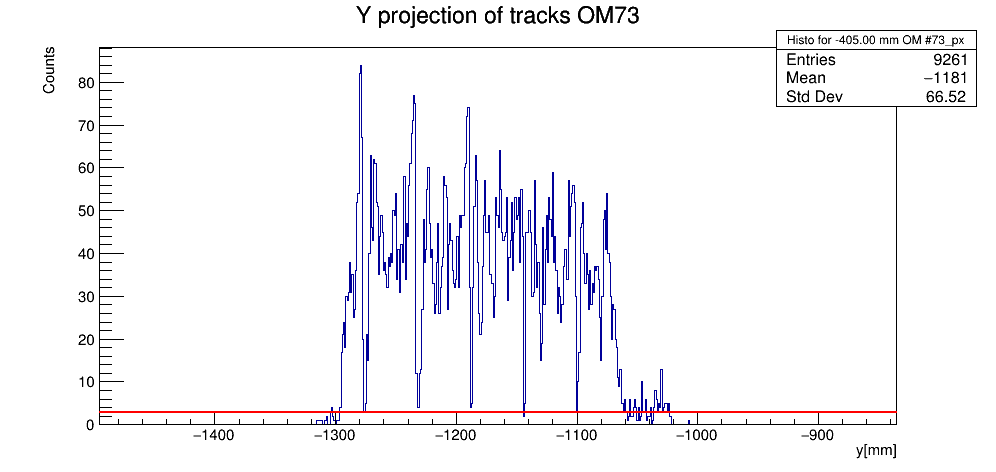 Y projection of tracks OM73
Histo for -405.00 mm OM #73_px
Entries 9261
Mean −1181
Std Dev 66.52
Counts
80
70
60
50
40
30
20
10
0
−1400 −1300 −1200 −1100 −1000 −900
y[mm]